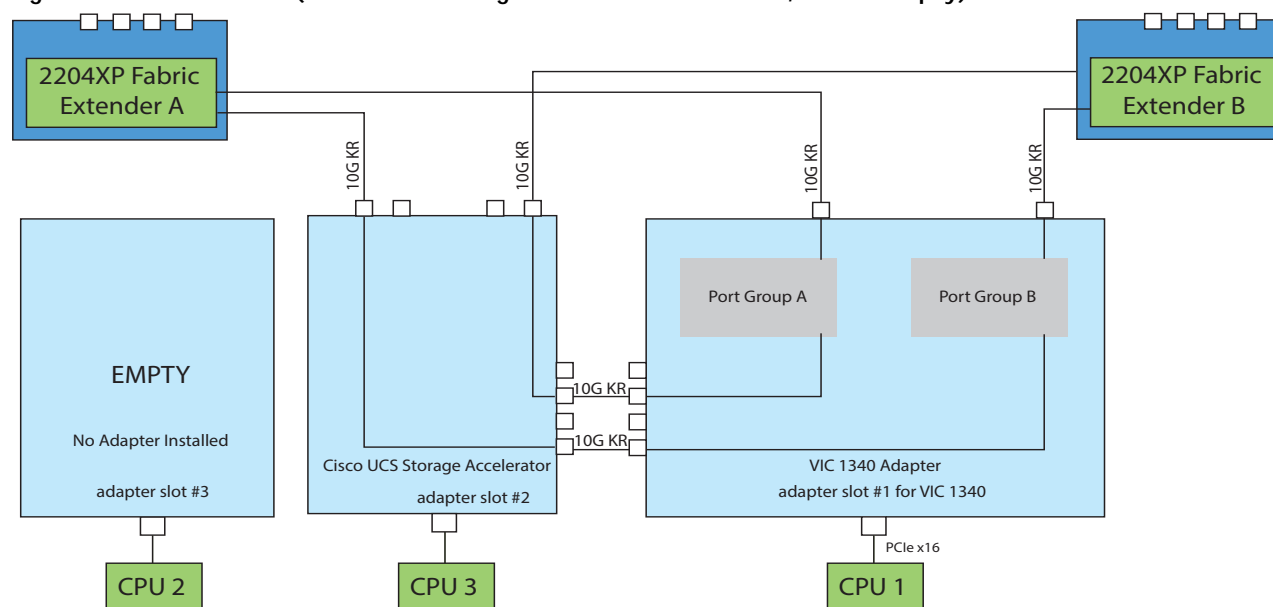 2204XP Fabric
Extender A
2204XP Fabric
Extender B
10G KR
10G KR
10G KR
10G KR
Port Group A
Port Group B
EMPTY
No Adapter Installed
adapter slot #3
10G KR
10G KR
Cisco UCS Storage Accelerator
adapter slot #2
VIC 1340 Adapter
adapter slot #1 for VIC 1340
PCIe x16
CPU 2
CPU 3
CPU 1